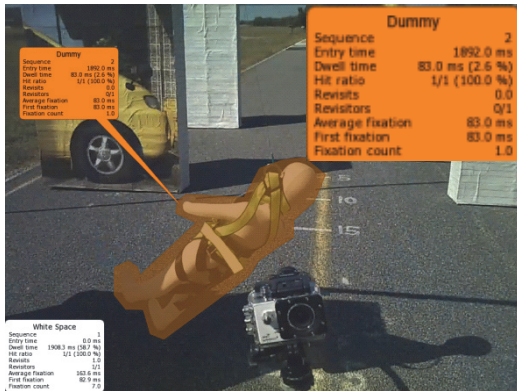 Dummy
Sequence 2
Entry time 1892.0 ms
Dwell time 83.0 ms (2.6 %)
Hit ratio 1/1 (100.0 %)
Revisits 0.0
Revisitors 0/1
Average fixation 83.0 ms
First fixation 83.0 ms
Fixation count 1.0
Dummy
Sequence 2
Entry time 1892.0 ms
Dwell time 83.0 ms (2.6 %)
Hit ratio 1/1 (100.0 %)
Revisits 0.0
Revisitors 0/1
Average fixation 83.0 ms
First fixation 83.0 ms
Fixation count 1.0
5
10
15
White Space
Sequence 1
Entry time 0.0 ms
Dwell time 1908.3 ms (58.7 %)
Hit ratio 1/1 (100.0 %)
Revisits 1.0
Revisitors 1/1
Average fixation 163.6 ms
First fixation 82.9 ms
Fixation count 7.0